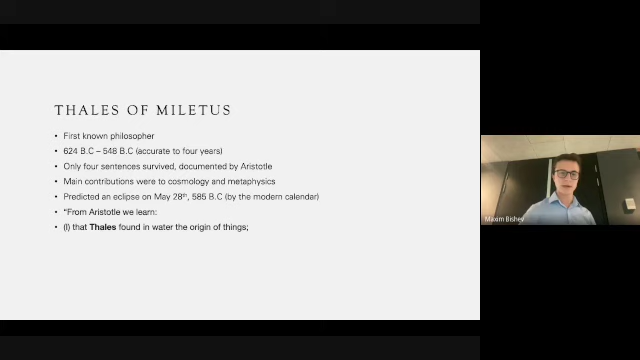 THALES OF MILETUS
• First known philosopher
• 624 B.C – 548 B.C (accurate to four years)
• Only four sentences survived, documented by Aristotle
• Main contributions were to cosmology and metaphysics
• Predicted an eclipse on May 28th, 585 B.C (by the modern calendar)
• "From Aristotle we learn:
• (I) that Thales found in water the origin of things;
Maxim Bishev